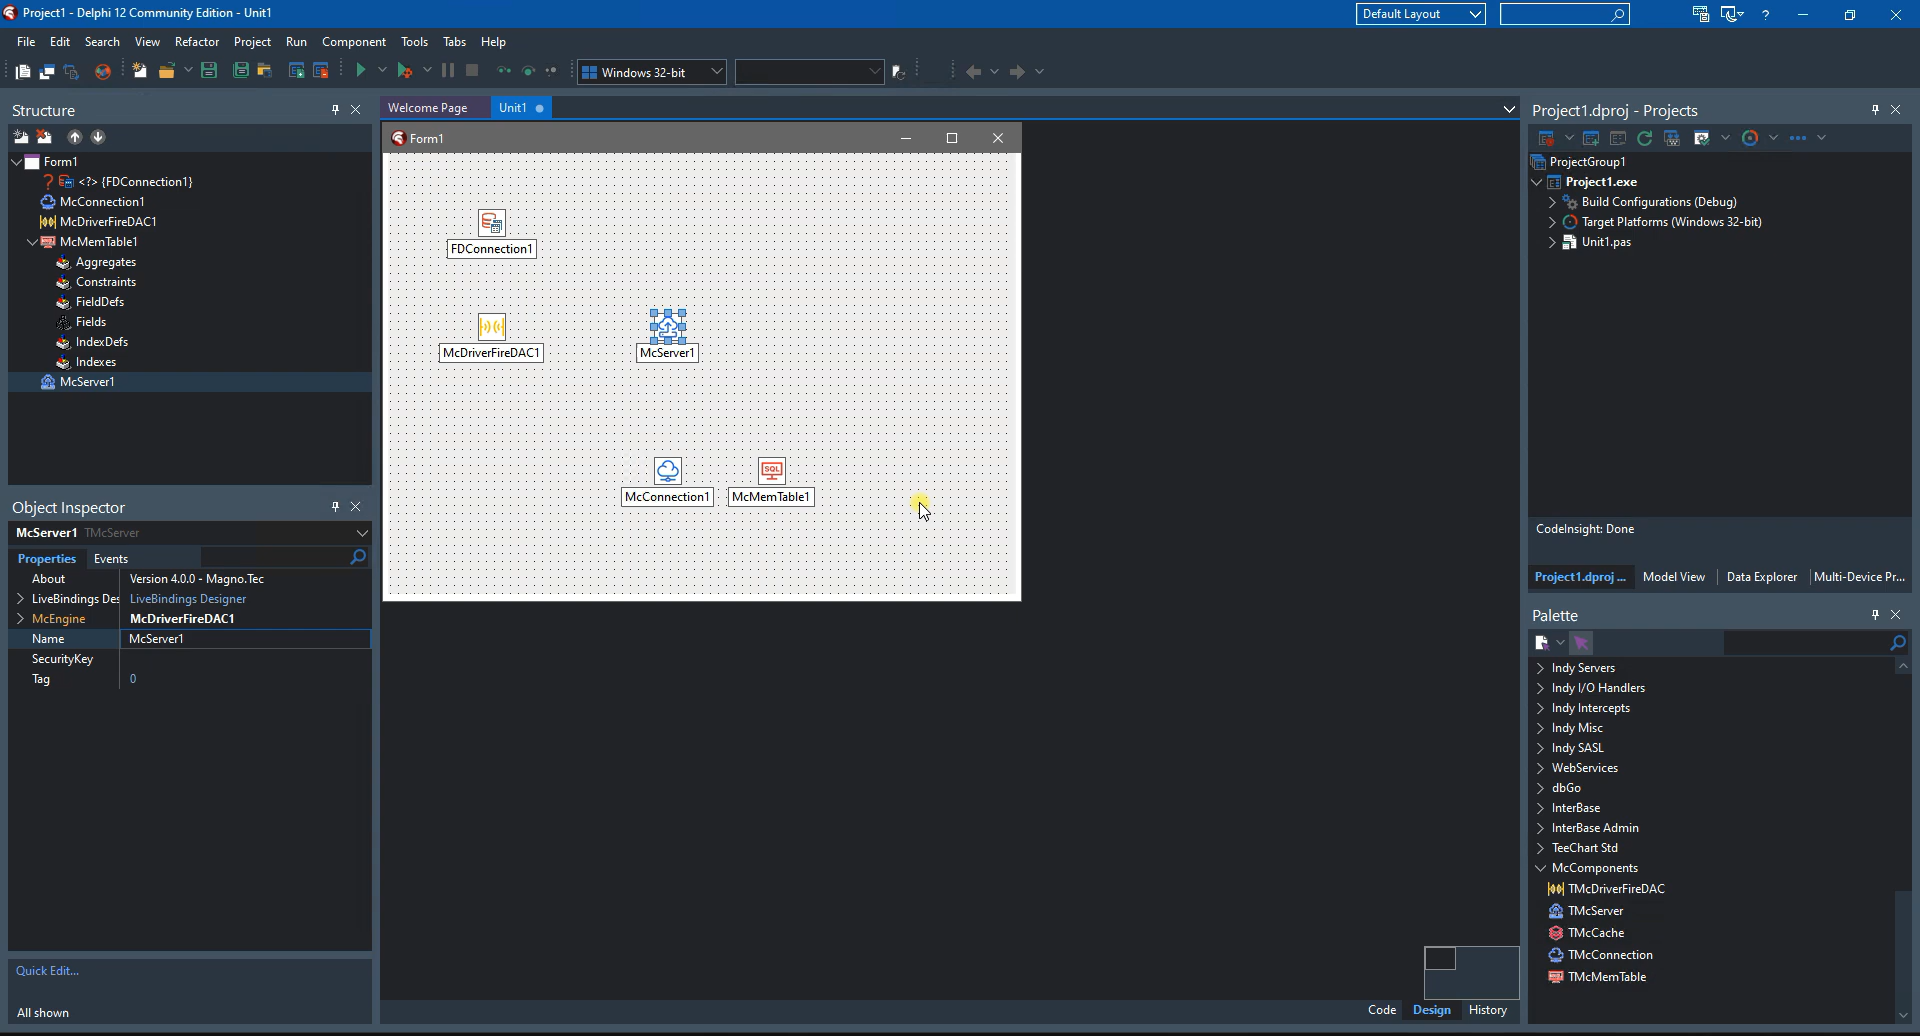 Project1 - Delphi 12 Community Edition - Unit1
Default Layout
File Edit Search View Refactor Project Run Component Tools Tabs Help
Windows 32-bit
Structure
Form1
<?> {FDConnection1}
McConnection1
McDriverFireDAC1
McMemTable1
Aggregates
Constraints
FieldDefs
Fields
IndexDefs
Indexes
McServer1
Object Inspector
McServer1 TMcServer
Properties Events
About Version 4.0.0 - Magno.Tec
LiveBindings Des LiveBindings Designer
McEngine McDriverFireDAC1
Name McServer1
SecurityKey
Tag 0
Quick Edit...
All shown
Welcome Page Unit1
Form1
FDConnection1
McDriverFireDAC1
McServer1
McConnection1
SQL
McMemTable1
Code Design History
Project1.dproj - Projects
ProjectGroup1
Project1.exe
Build Configurations (Debug)
Target Platforms (Windows 32-bit)
Unit1.pas
CodeInsight: Done
Project1.dproj ... Model View Data Explorer Multi-Device Pr...
Palette
Indy Servers
Indy I/O Handlers
Indy Intercepts
Indy Misc
Indy SASL
WebServices
dbGo
InterBase
InterBase Admin
TeeChart Std
McComponents
TMcDriverFireDAC
TMcServer
TMcCache
TMcConnection
TMcMemTable